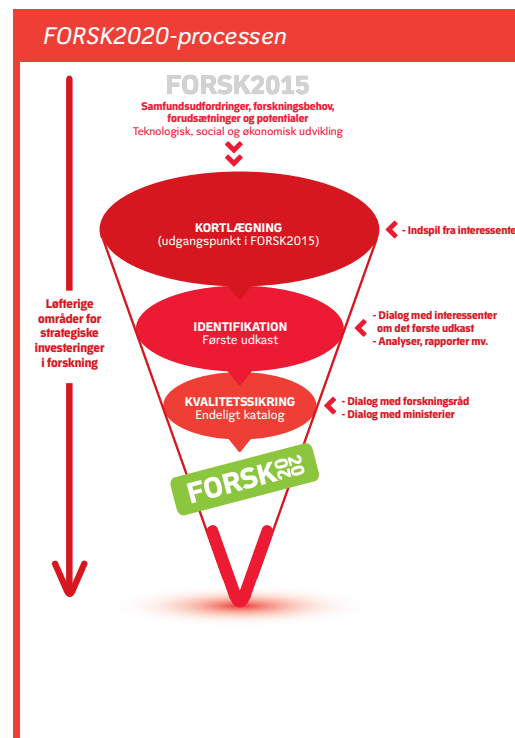 FORSK2020-processen
FORSK2015
Samfundsudfordringer, forskningsbehov,
forudsætninger og potentialer
Teknologisk, social og økonomisk udvikling
KORTLÆGNING
(udgangspunkt i FORSK2015)
- Indspil fra interessente
Løfterige
områder for
strategiske
investeringer
i forskning
IDENTIFIKATION
Første udkast
- Dialog med interessenter
om det første udkast
- Analyser, rapporter mv.
KVALITETSSIKRING
Endeligt katalog
- Dialog med forskningsråd
- Dialog med ministerier
FORSK2020